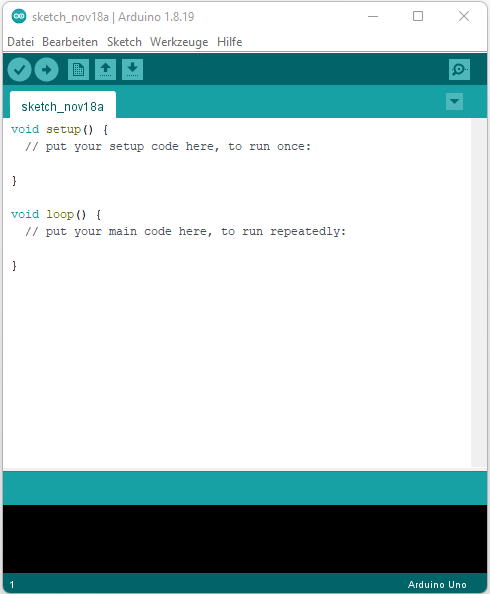 sketch_nov18a | Arduino 1.8.19
Datei Bearbeiten Sketch Werkzeuge Hilfe
sketch_nov18a
void setup() {
  // put your setup code here, to run once:
}
void loop() {
  // put your main code here, to run repeatedly:
}
1 Arduino Uno